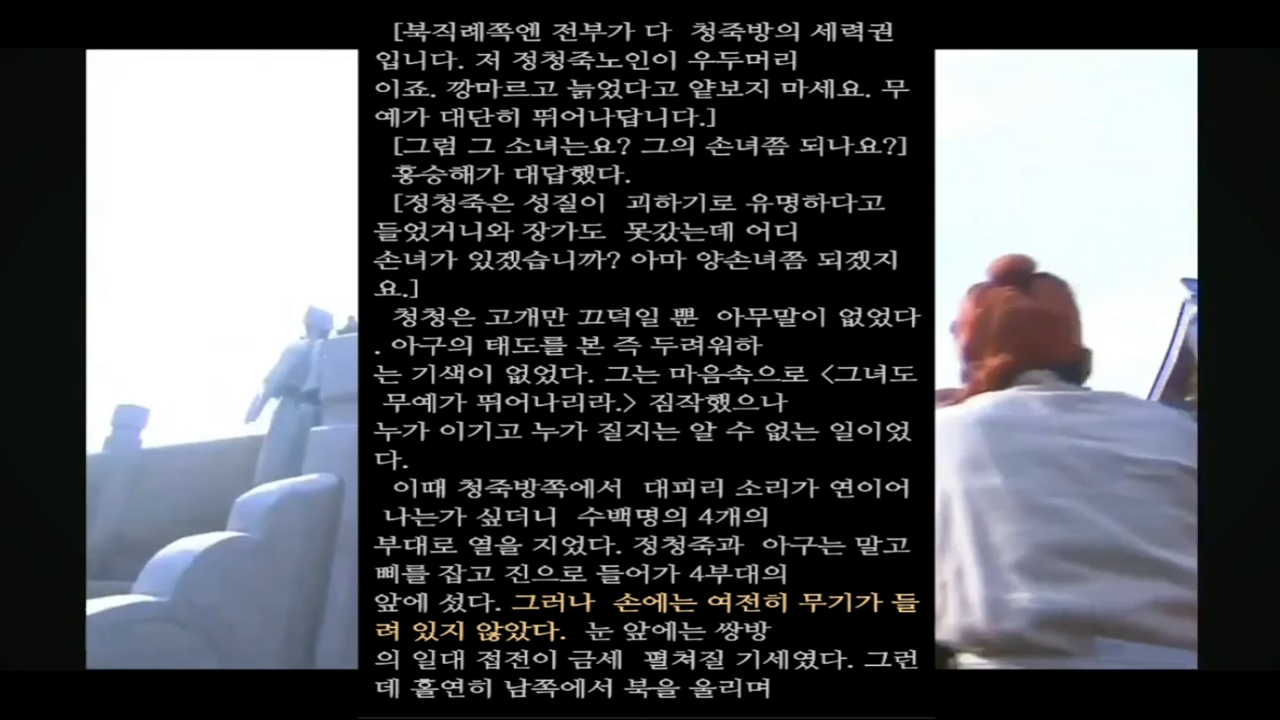 [북직례쪽엔 전부가 다 청죽방의 세력권
입니다. 저 정청죽노인이 우두머리
이죠. 깡마르고 늙었다고 얕보지 마세요. 무
예가 대단히 뛰어나답니다.]
[그럼 그 소녀는요? 그의 손녀쯤 되나요?]
홍승해가 대답했다.
[정청죽은 성질이 괴하기로 유명하다고
들었거니와 장가도 못갔는데 어디
손녀가 있겠습니까? 아마 양손녀쯤 되겠지
요.]
청청은 고개만 끄덕일 뿐 아무말이 없었다
. 아구의 태도를 본 즉 두려워하
는 기색이 없었다. 그는 마음속으로 <그녀도
무예가 뛰어나리라.> 짐작했으나
누가 이기고 누가 질지는 알 수 없는 일이었
다.
이때 청죽방쪽에서 대피리 소리가 연이어
나는가 싶더니 수백명의 4개의
부대로 열을 지었다. 정청죽과 아구는 말고
삐를 잡고 진으로 들어가 4부대의
앞에 섰다. 그러나 손에는 여전히 무기가 들
려 있지 않았다. 눈 앞에는 쌍방
의 일대 접전이 금세 펼쳐질 기세였다. 그런
데 홀연히 남쪽에서 북을 울리며